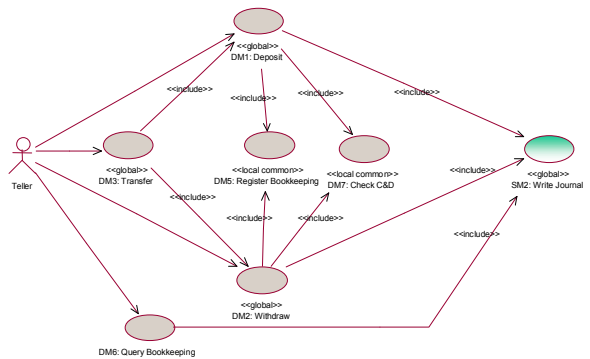 <<global>>
DM1: Deposit
<<include>>
<<include>>
<<include>>
<<include>>
Teller
<<global>>
DM3: Transfer
<<local common>>
DM5: Register Bookkeeping
<<local common>>
DM7: Check C&D
<<global>>
SM2: Write Journal
<<include>>
<<include>>
<<include>>
<<include>>
<<include>>
<<global>>
DM2: Withdraw
DM6: Query Bookkeeping